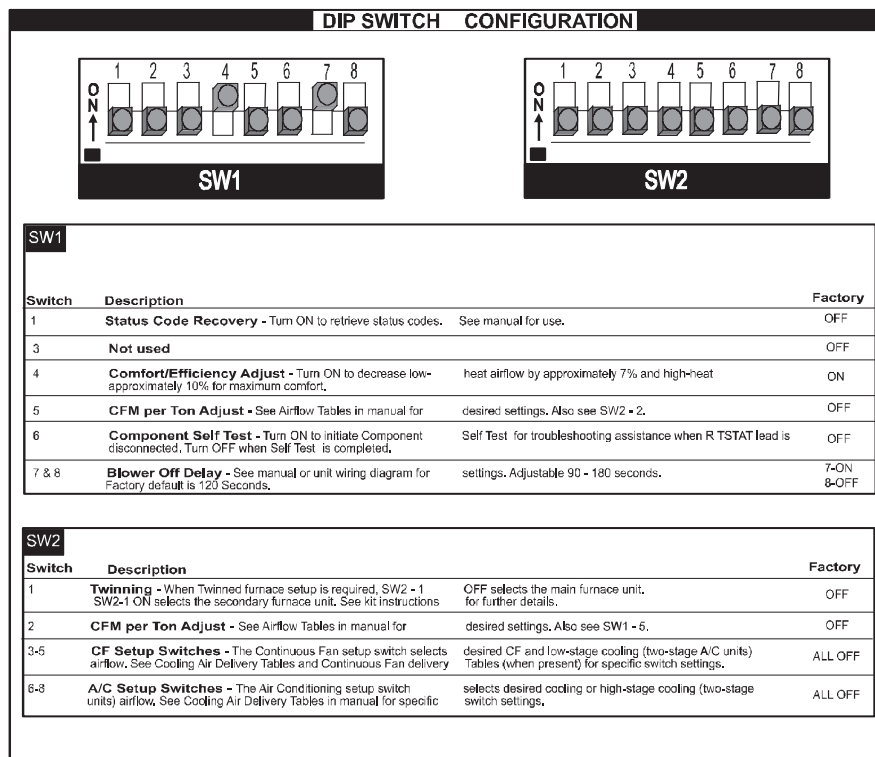 DIP SWITCH CONFIGURATION
1 2 3 4 5 6 7 8
ON
SW1
1 2 3 4 5 6 7 8
ON
SW2
SW1
Switch Description Factory
1 Status Code Recovery - Turn ON to retrieve status codes. See manual for use. OFF
3 Not used OFF
4 Comfort/Efficiency Adjust - Turn ON to decrease low- heat airflow by approximately 7% and high-heat ON
approximately 10% for maximum comfort.
5 CFM per Ton Adjust - See Airflow Tables in manual for desired settings. Also see SW2 - 2. OFF
6 Component Self Test - Turn ON to initiate Component Self Test for troubleshooting assistance when R TSTAT lead is OFF
disconnected. Turn OFF when Self Test is completed.
7 & 8 Blower Off Delay - See manual or unit wiring diagram for settings. Adjustable 90 - 180 seconds. 7-ON
Factory default is 120 Seconds. 8-OFF
SW2
Switch Description Factory
1 Twinning - When Twinned furnace setup is required, SW2 - 1 OFF selects the main furnace unit. OFF
SW2-1 ON selects the secondary furnace unit. See kit instructions for further details.
2 CFM per Ton Adjust - See Airflow Tables in manual for desired settings. Also see SW1 - 5. OFF
3-5 CF Setup Switches - The Continuous Fan setup switch selects desired CF and low-stage cooling (two-stage A/C units) ALL OFF
airflow. See Cooling Air Delivery Tables and Continuous Fan delivery Tables (when present) for specific switch settings.
6-8 A/C Setup Switches - The Air Conditioning setup switch selects desired cooling or high-stage cooling (two-stage ALL OFF
units) airflow. See Cooling Air Delivery Tables in manual for specific switch settings.